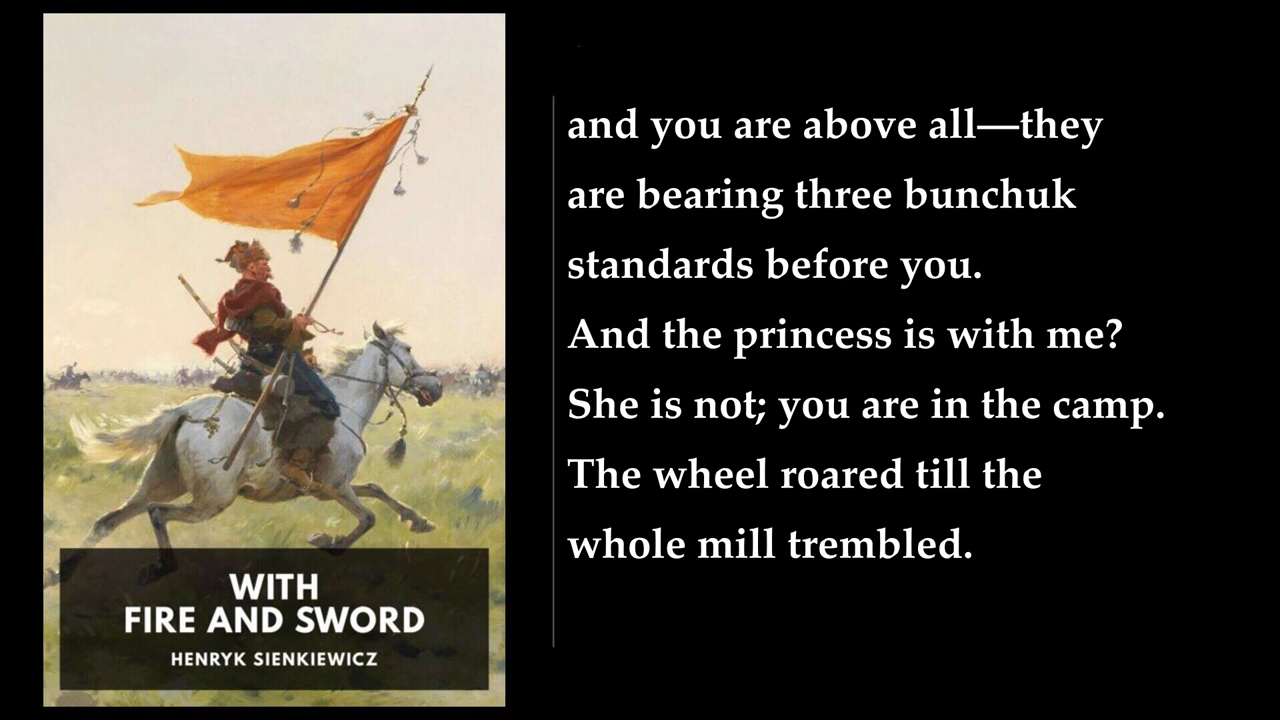 and you are above all—they
are bearing three bunchuk
standards before you.
And the princess is with me?
She is not; you are in the camp.
The wheel roared till the
whole mill trembled.
WITH
FIRE AND SWORD
HENRYK SIENKIEWICZ